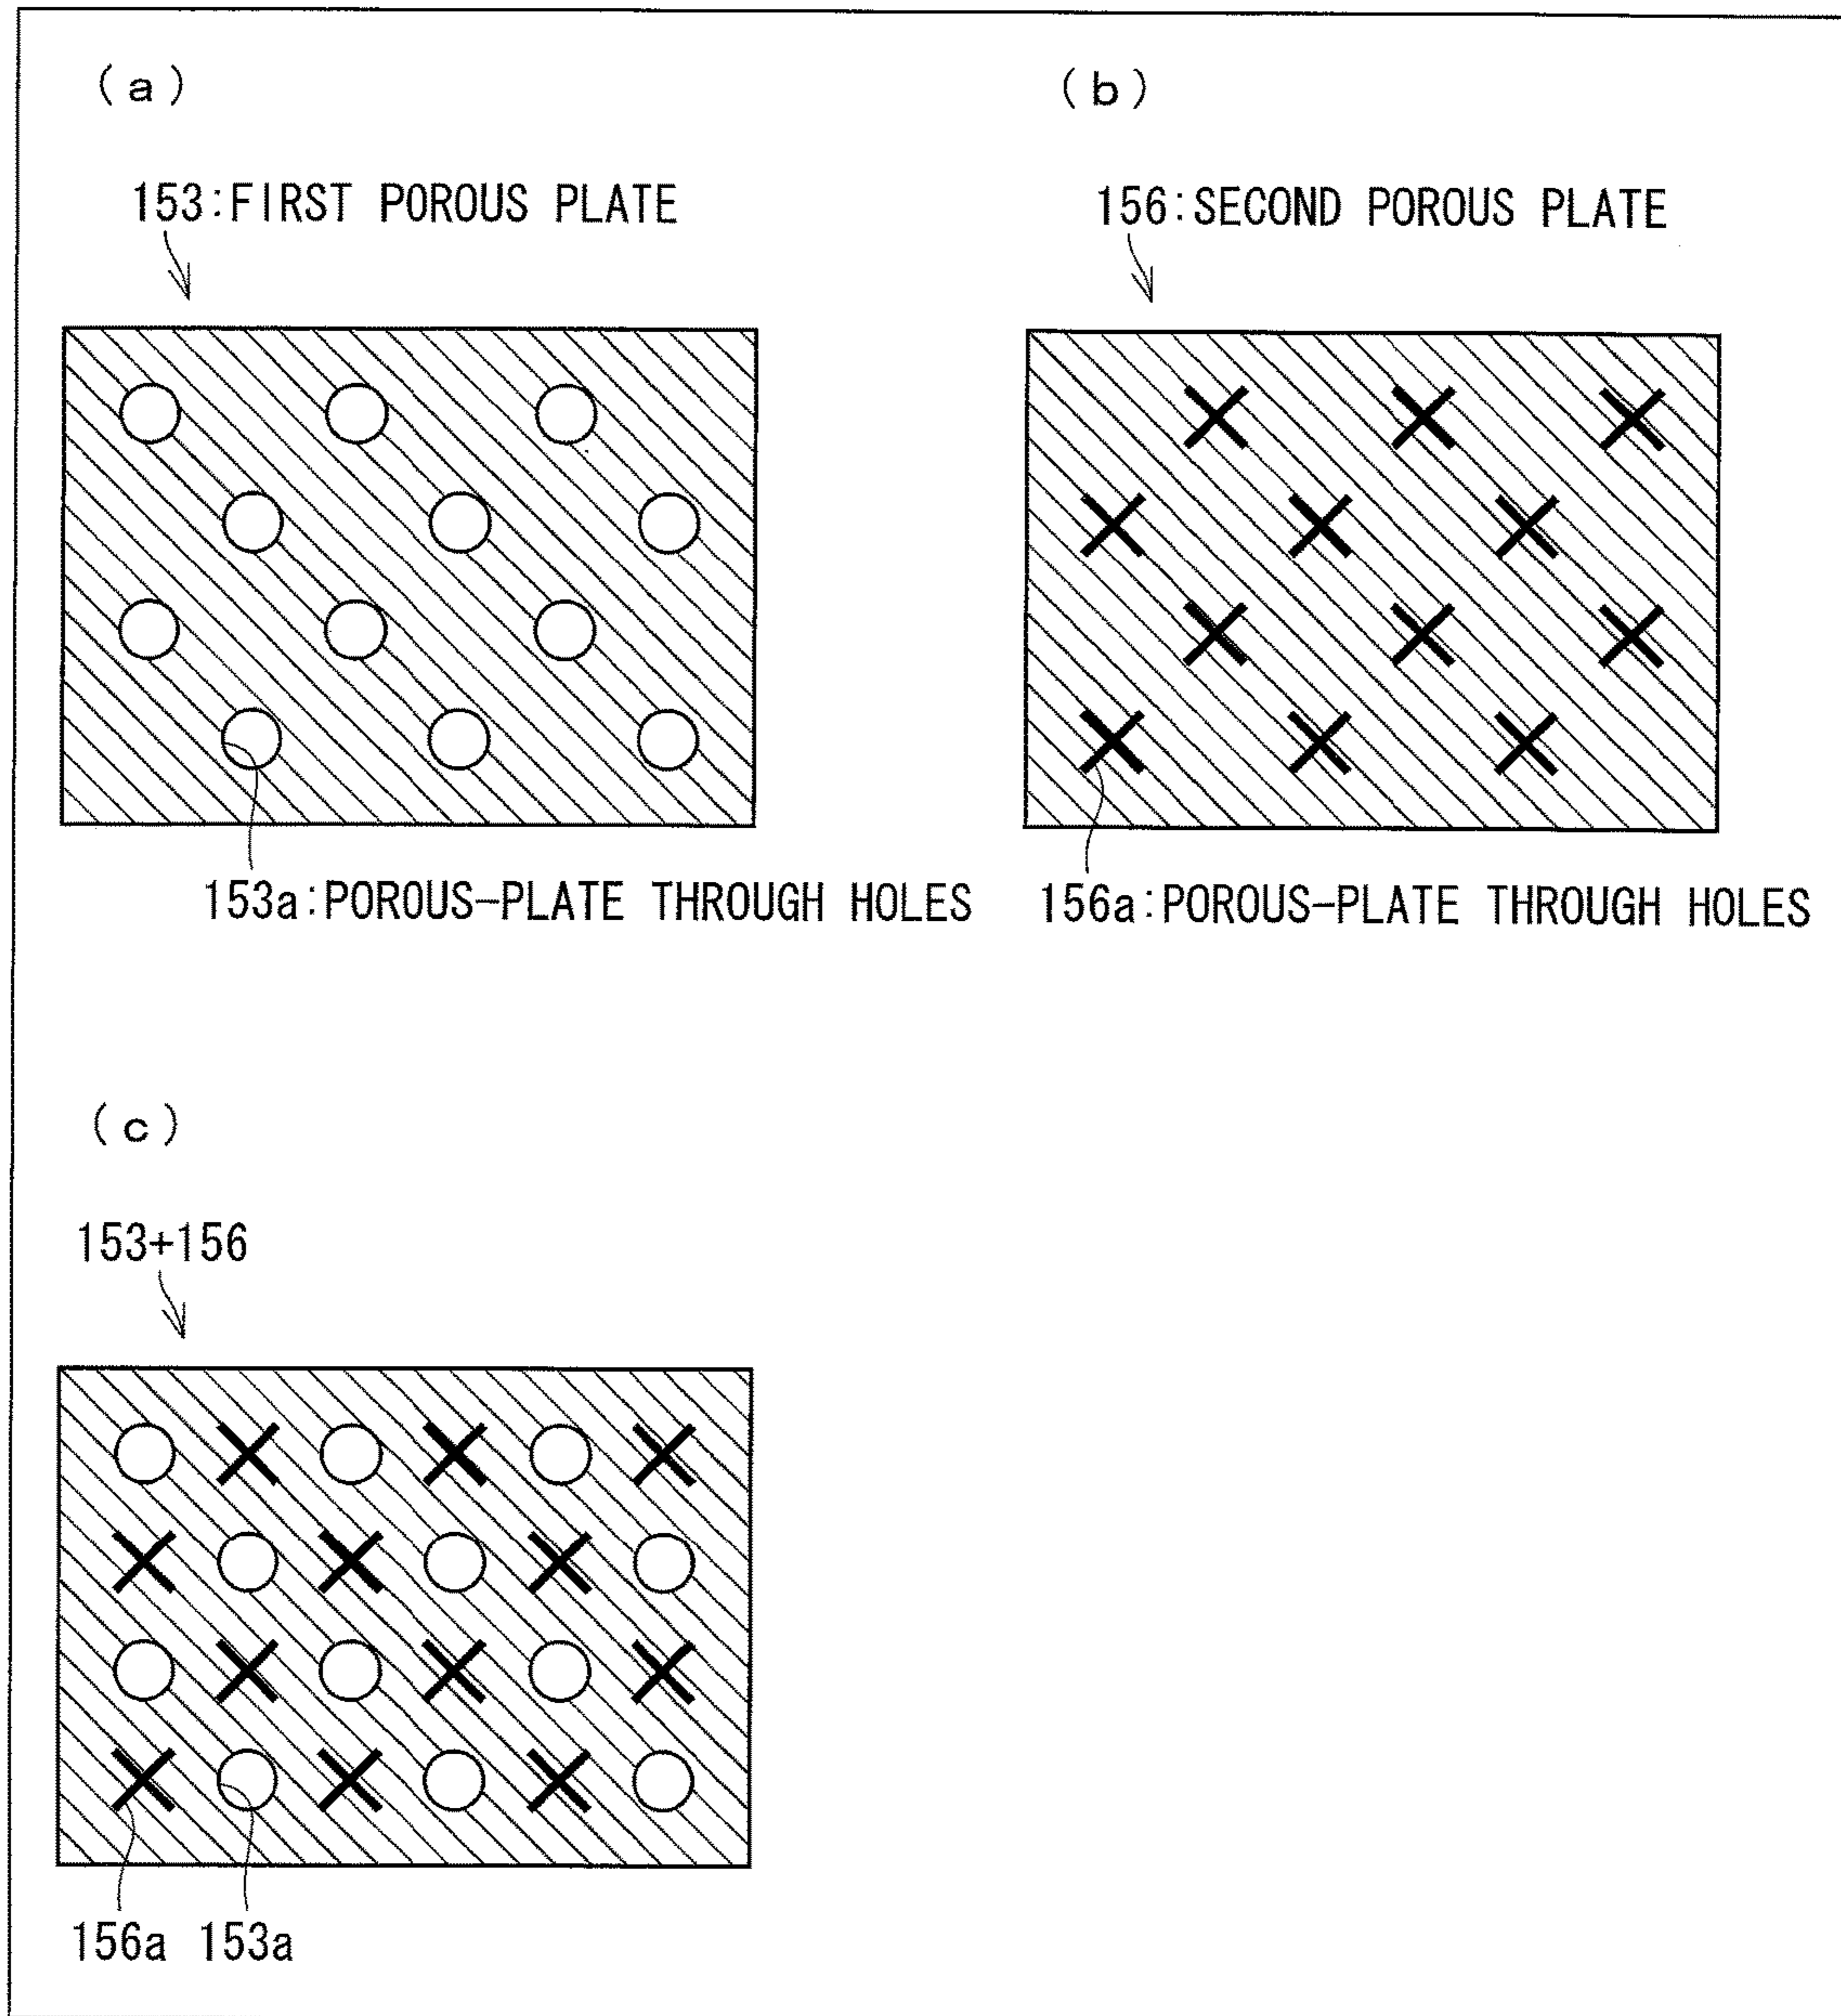 (a)
(b)
153:FIRST POROUS PLATE
156:SECOND POROUS PLATE
153a:POROUS-PLATE THROUGH HOLES
156a:POROUS-PLATE THROUGH HOLES
(c)
153+156
156a 153a